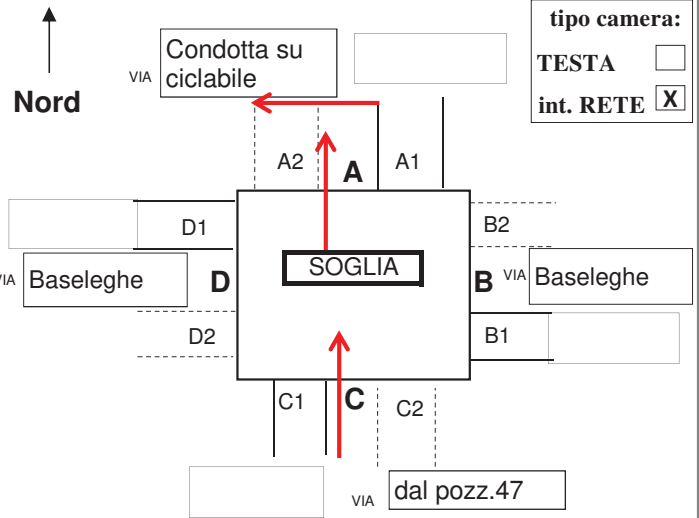 tipo camera:
TESTA
int. RETE X
Nord
VIA Condotta su
ciclabile
A2 A A1
D1 B2
SOGLIA
VIA Baseleghe D B VIA Baseleghe
D2 B1
C1 C C2
VIA dal pozz.47